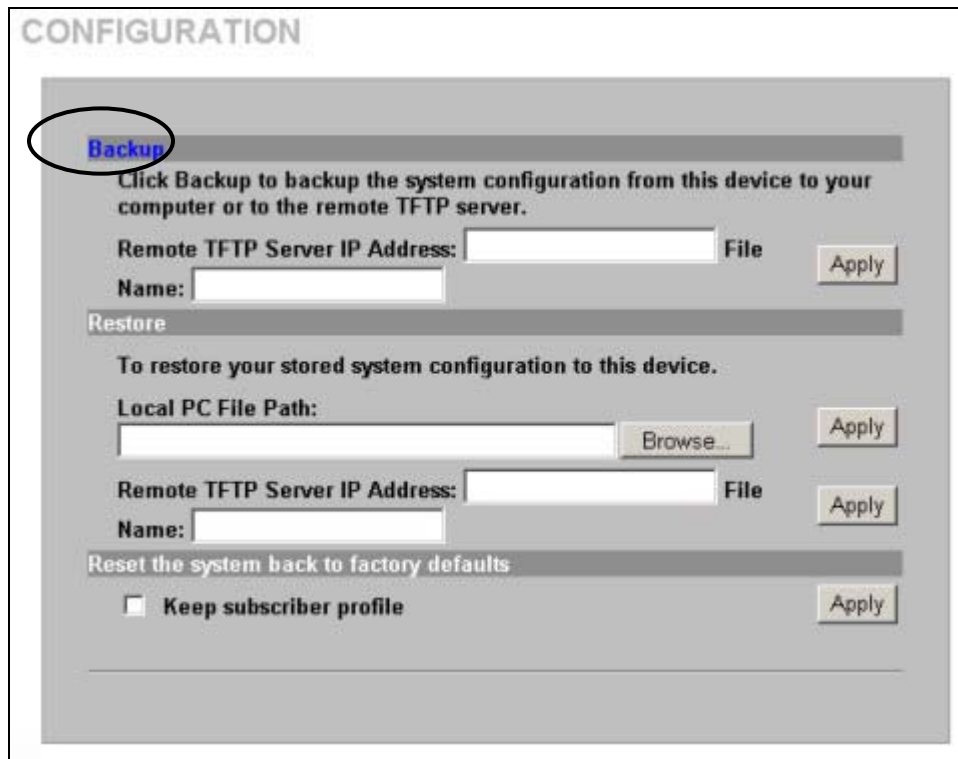 CONFIGURATION
Backup
Click Backup to backup the system configuration from this device to your
computer or to the remote TFTP server.
Remote TFTP Server IP Address: File
Name:
Apply
Restore
To restore your stored system configuration to this device.
Local PC File Path:
Browse...
Apply
Remote TFTP Server IP Address: File
Name:
Apply
Reset the system back to factory defaults
Keep subscriber profile
Apply